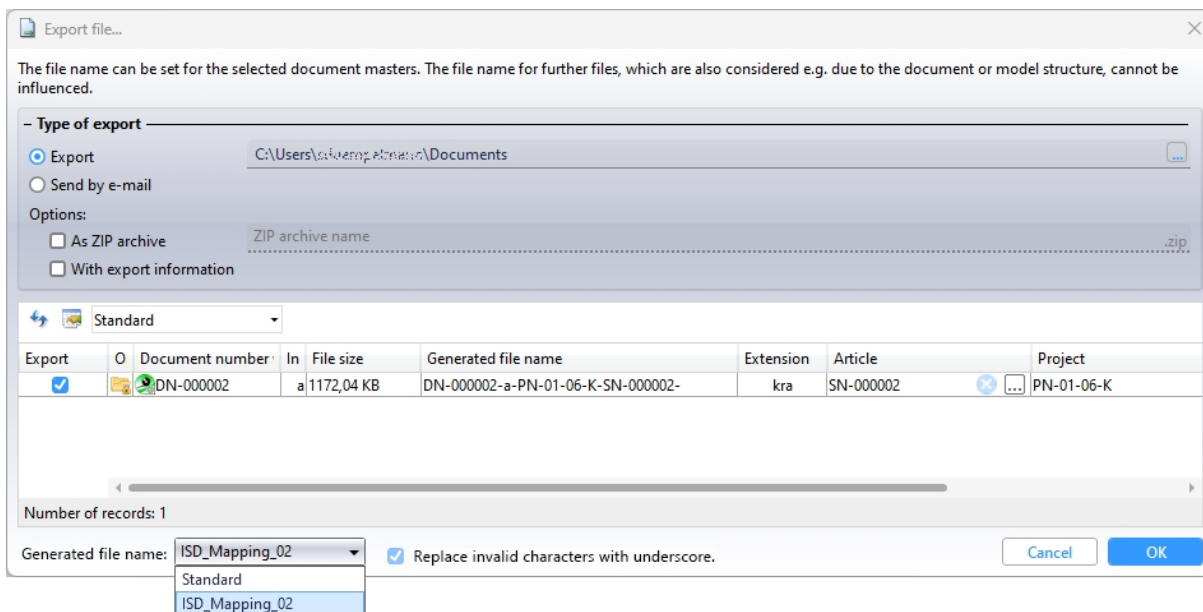 Export file...
The file name can be set for the selected document masters. The file name for further files, which are also considered e.g. due to the document or model structure, cannot be
influenced.
– Type of export
Export C:\Users\ \Documents ...
Send by e-mail
Options:
As ZIP archive ZIP archive name .zip
With export information
Standard
Export O Document number In File size Generated file name Extension Article Project
DN-000002 a 1172,04 KB DN-000002-a-PN-01-06-K-SN-000002- kra SN-000002 ... PN-01-06-K
Number of records: 1
Generated file name: ISD_Mapping_02 Replace invalid characters with underscore. Cancel OK
Standard
ISD_Mapping_02